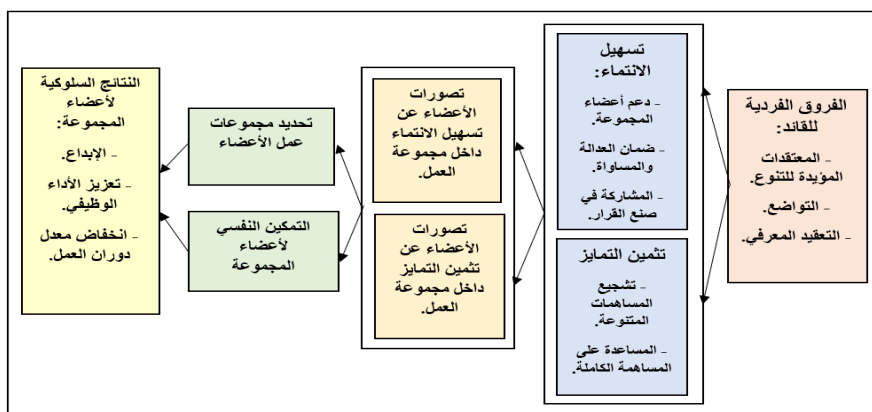 الفروق الفردية
للقائد:
- المعتقدات
المؤيدة للتنوع.
- التواضع.
- التعقيد المعرفي.
تسهيل
الانتماء:
- دعم أعضاء
المجموعة.
- ضمان العدالة
والمساواة.
- المشاركة في
صنع القرار.
تثمين التمايز
- تشجيع
المساهمات
المتنوعة.
- المساعدة على
المساهمة الكاملة.
تصورات
الأعضاء عن
تسهيل الانتماء
داخل مجموعة
العمل.
تصورات
الأعضاء عن
تثمين التمايز
داخل مجموعة
العمل.
تحديد مجموعات
عمل الأعضاء
التمكين النفسي
لأعضاء
المجموعة
النتائج السلوكية
لأعضاء
المجموعة:
- الإبداع.
- تعزيز الأداء
الوظيفي.
- انخفاض معدل
دوران العمل.